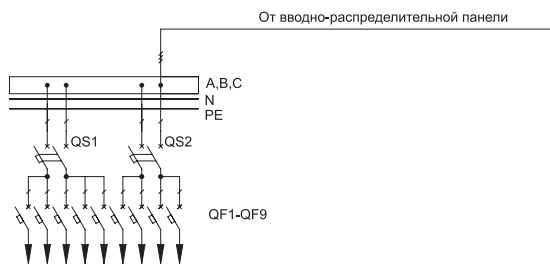 От вводно-распределительной панели
A,B,C
N
PE
QS1 QS2
QF1-QF9